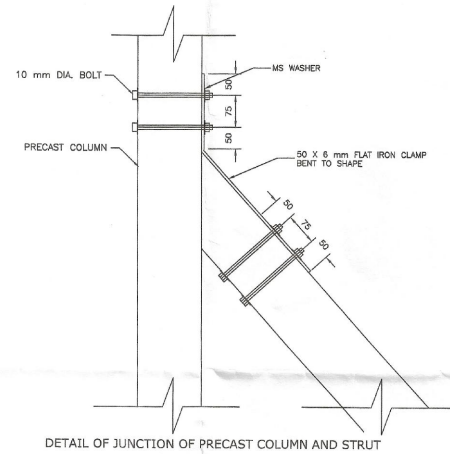 10 mm DIA. BOLT
MS WASHER
50
75
50
PRECAST COLUMN
50 X 6 mm FLAT IRON CLAMP
BENT TO SHAPE
50
75
50
DETAIL OF JUNCTION OF PRECAST COLUMN AND STRUT